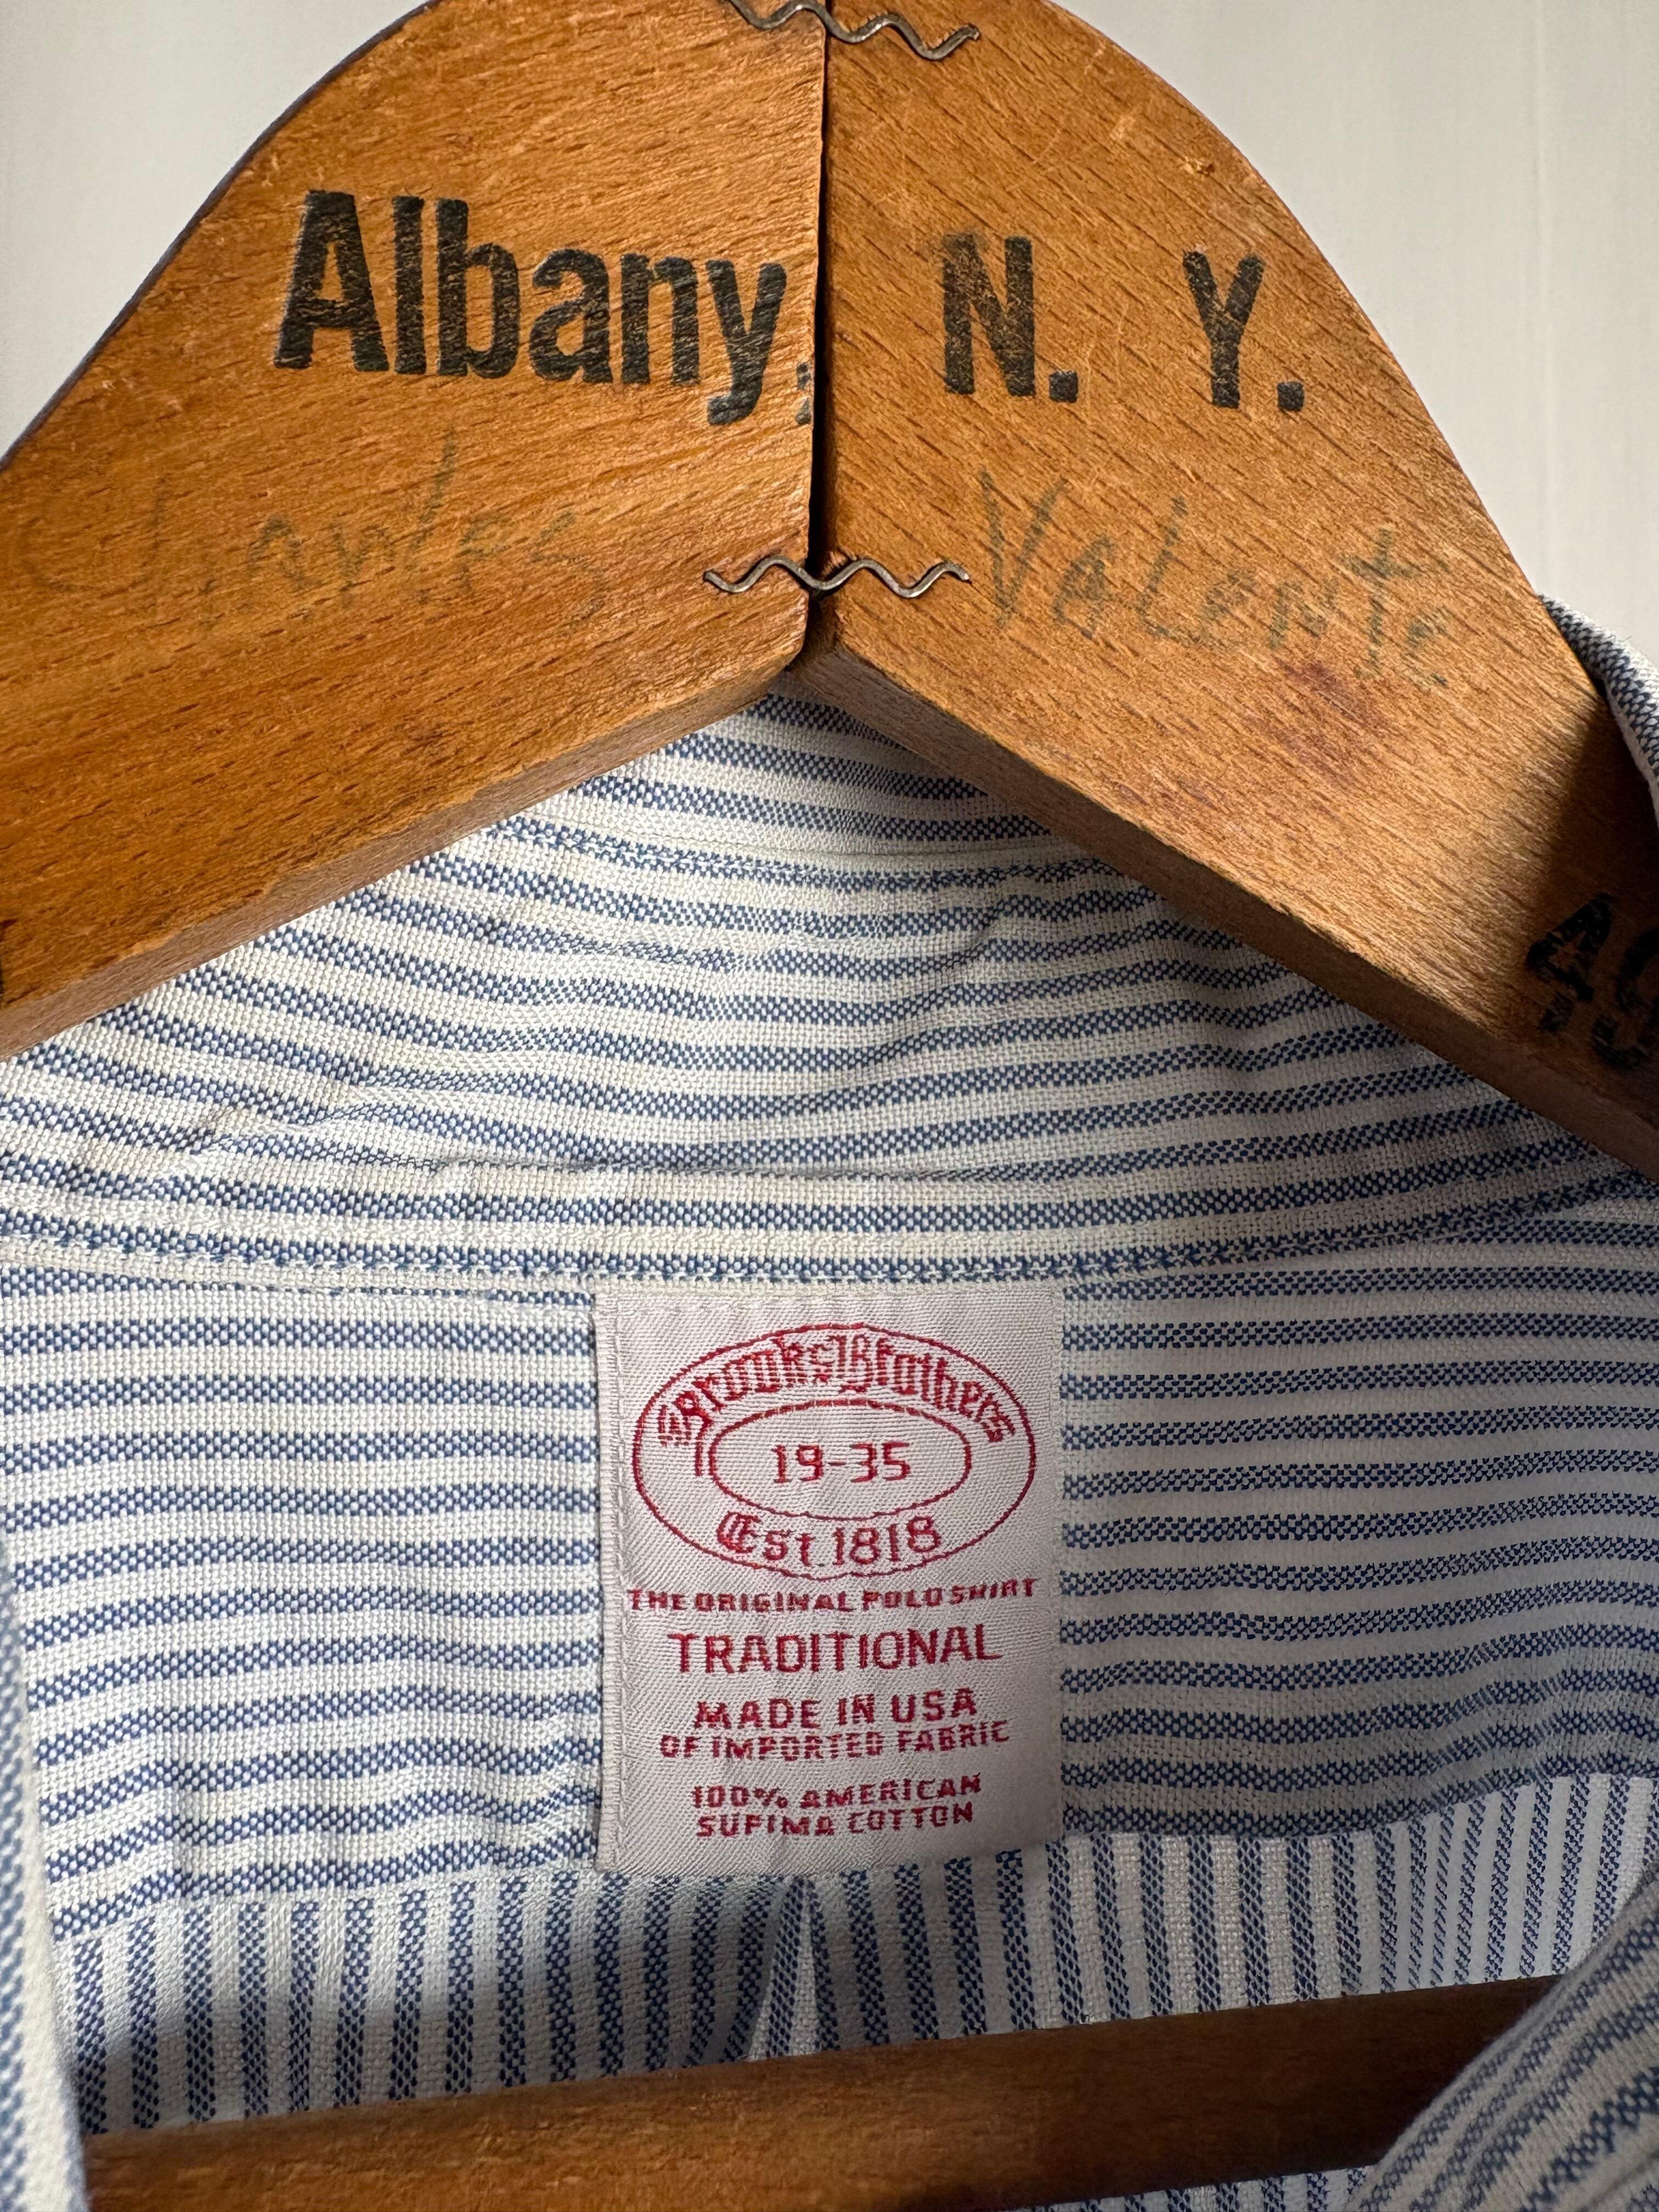 Albany, N. Y.
Charles Valente
Brooks Brothers
19-35
Est. 1818
THE ORIGINAL POLO SHIRT
TRADITIONAL
MADE IN USA
OF IMPORTED FABRIC
100% AMERICAN
SUPIMA COTTON